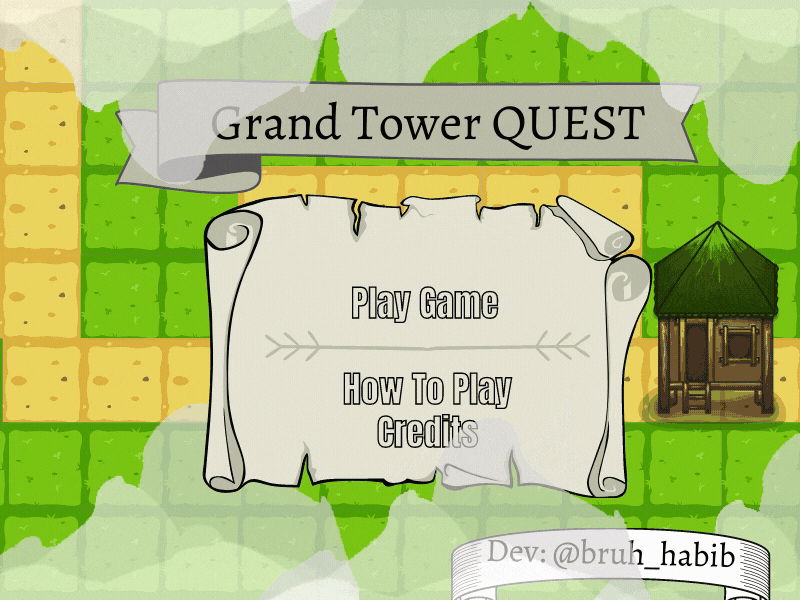 Grand Tower QUEST
Play Game
How To Play
Credits
Dev: @bruh_habib